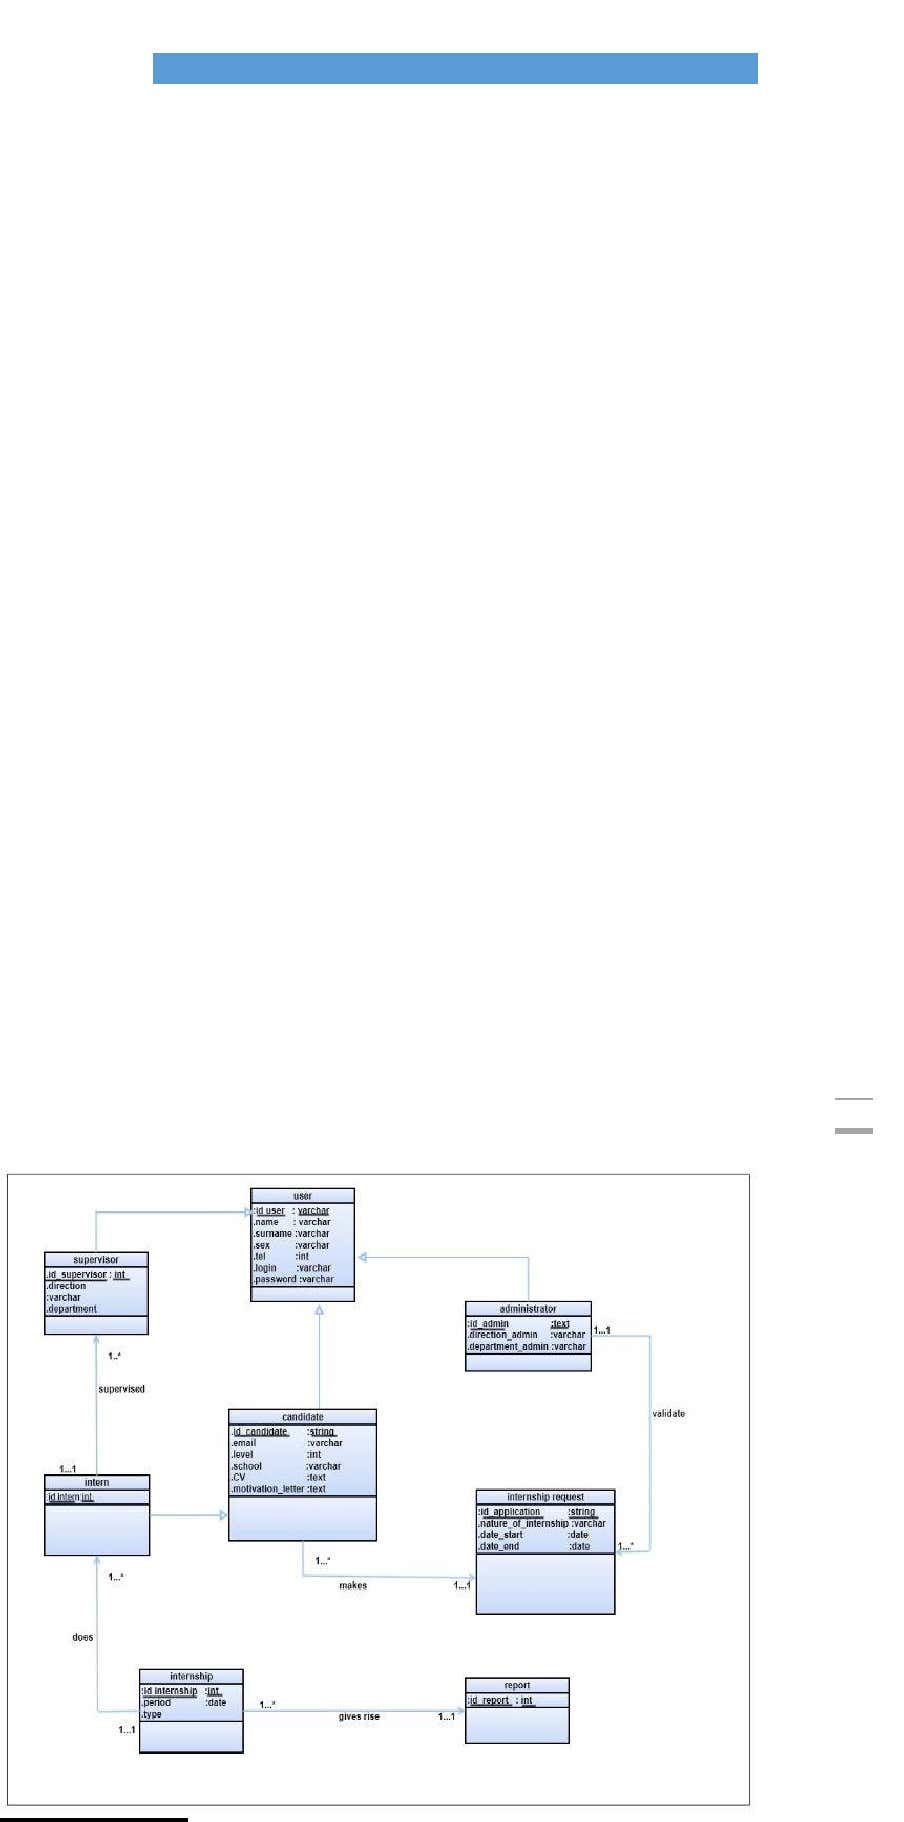 user
:id user : varchar
.name : varchar
.surname :varchar
.sex :varchar
.tel :int
.login :varchar
.password :varchar
supervisor
.id_supervisor : int
.direction
:varchar
.department
administrator
:id_admin :text
.direction_admin :varchar
.department_admin :varchar
1...1
1..*
supervised
validate
candidate
.id_candidate :string
.email :varchar
.level :int
.school :varchar
.CV :text
.motivation_letter :text
1...1
intern
:id intern:int
internship request
:id_application :string
.nature_of_internship :varchar
.date_start :date
.date_end :date
1...*
1...*
1...*
makes
1...1
does
internship
:id internship :int
.period :date
.type
1...*
1...1
gives rise
1...1
report
:id_report : int